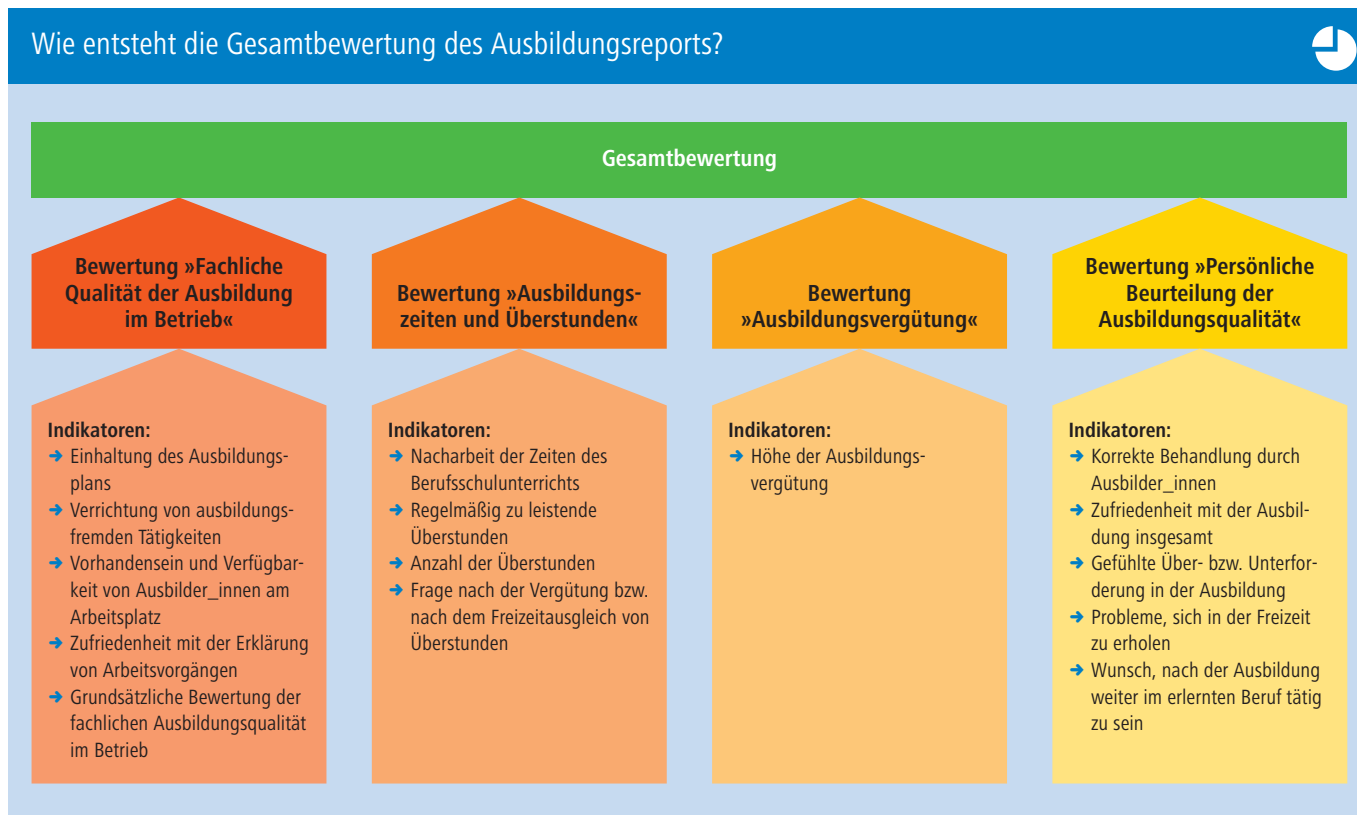 Wie entsteht die Gesamtbewertung des Ausbildungsreports?
Gesamtbewertung
Bewertung »Fachliche
Qualität der Ausbildung
im Betrieb«
Bewertung »Ausbildungs-
zeiten und Überstunden«
Bewertung
»Ausbildungsvergütung«
Bewertung »Persönliche
Beurteilung der
Ausbildungsqualität«
Indikatoren:
➔ Einhaltung des Ausbildungs-
plans
➔ Verrichtung von ausbildungs-
fremden Tätigkeiten
➔ Vorhandensein und Verfügbar-
keit von Ausbilder_innen am
Arbeitsplatz
➔ Zufriedenheit mit der Erklärung
von Arbeitsvorgängen
➔ Grundsätzliche Bewertung der
fachlichen Ausbildungsqualität
im Betrieb
Indikatoren:
➔ Nacharbeit der Zeiten des
Berufsschulunterrichts
➔ Regelmäßig zu leistende
Überstunden
➔ Anzahl der Überstunden
➔ Frage nach der Vergütung bzw.
nach dem Freizeitausgleich von
Überstunden
Indikatoren:
➔ Höhe der Ausbildungs-
vergütung
Indikatoren:
➔ Korrekte Behandlung durch
Ausbilder_innen
➔ Zufriedenheit mit der Ausbil-
dung insgesamt
➔ Gefühlte Über- bzw. Unterfor-
derung in der Ausbildung
➔ Probleme, sich in der Freizeit
zu erholen
➔ Wunsch, nach der Ausbildung
weiter im erlernten Beruf tätig
zu sein